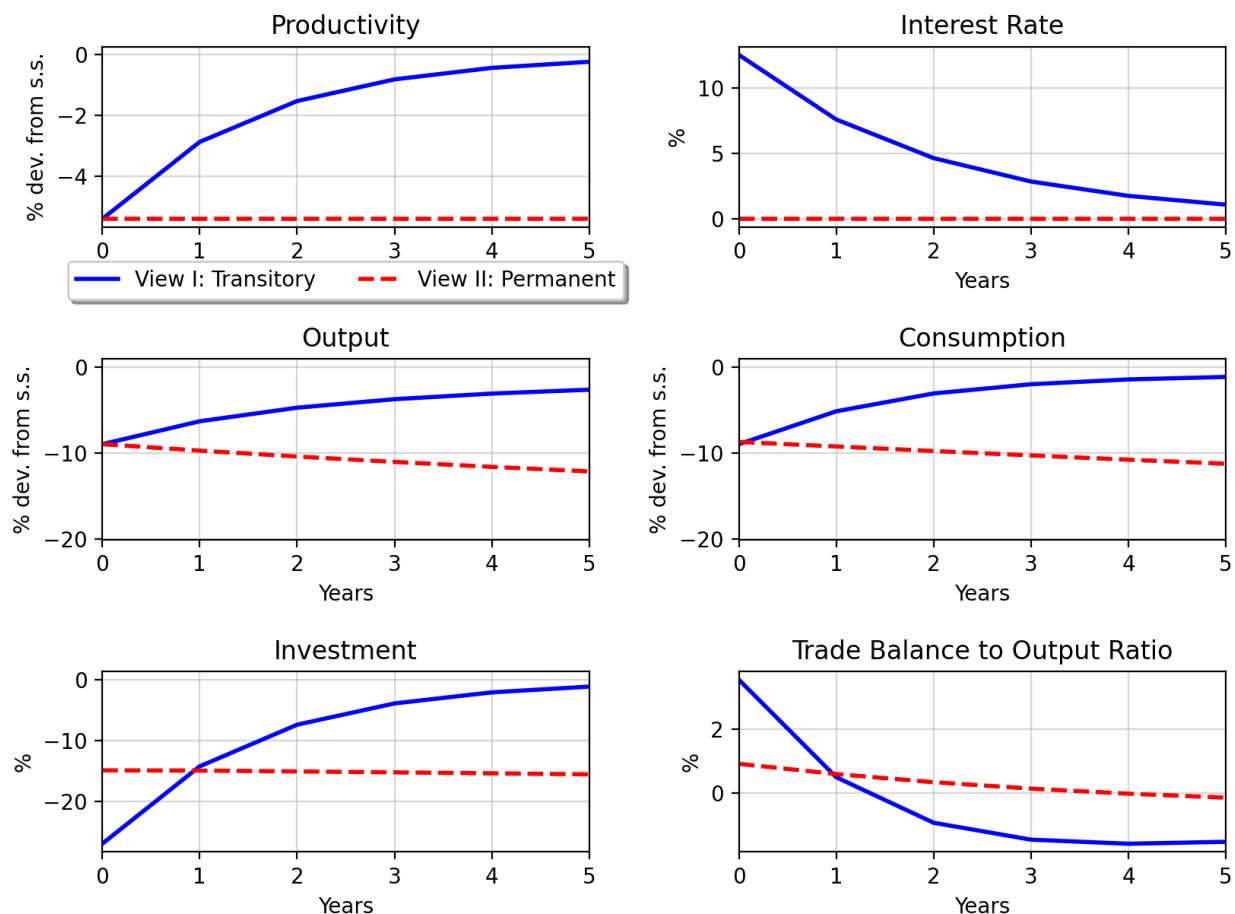 Productivity
% dev. from s.s.
0
−2
−4
0 1 2 3 4 5
Interest Rate
%
10
5
0
0 1 2 3 4 5
Years
View I: Transitory View II: Permanent
Output
% dev. from s.s.
0
−10
−20
0 1 2 3 4 5
Years
Consumption
% dev. from s.s.
0
−10
−20
0 1 2 3 4 5
Years
Investment
%
0
−10
−20
0 1 2 3 4 5
Years
Trade Balance to Output Ratio
%
2
0
0 1 2 3 4 5
Years